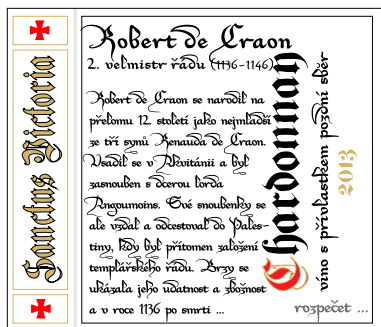 Sanctus Victoria
Robert de Craon
2. velmistr řádu (1136-1146)
Robert de Craon se narodil na
přelomu 12. století jako nejmladší
ze tří synů Renauda de Craon.
Usadil se v Akvitánii a byl
zasnouben s dcerou lorda
Angoumoins. Své snoubenky se
ale vzdal a odcestoval do Pales-
tiny, kdy byl přítomen založení
templářského řádu. Brzy se
ukázala jeho udatnost a zbožnost
a v roce 1136 po smrti ...
Chardonnay
víno s přívlastkem pozdní sběr
2013
rozpečet ...